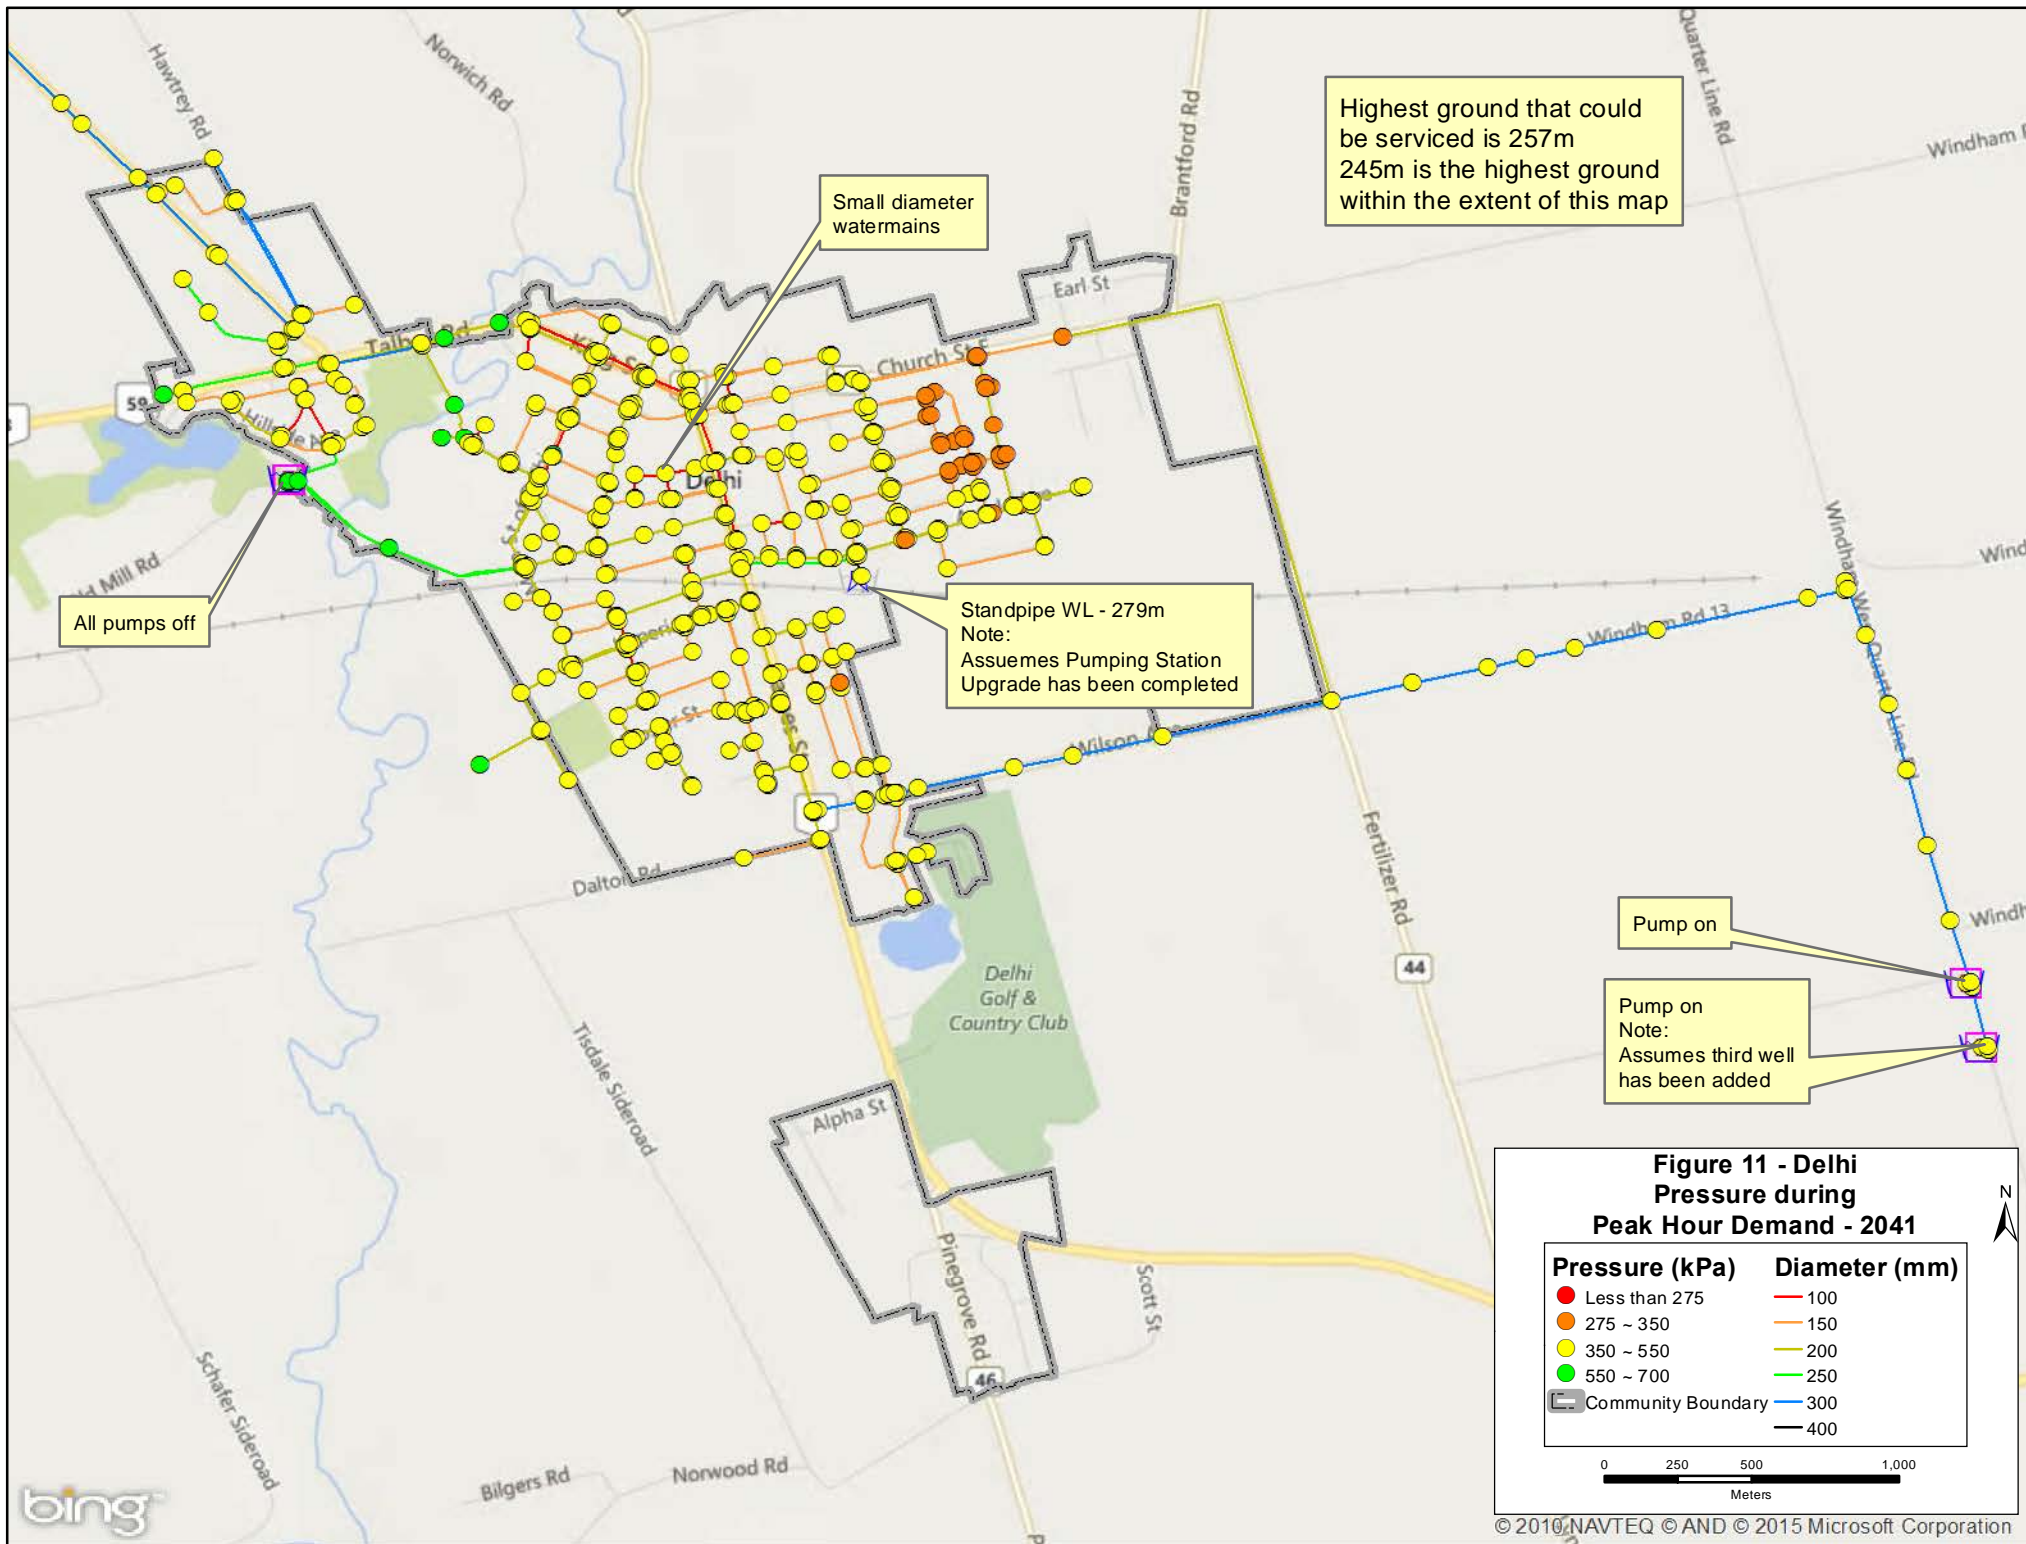 Hawtrey Rd
Norwich Rd
Brantford Rd
Quarter Line Rd
Highest ground that could
be serviced is 257m
245m is the highest ground
within the extent of this map
Small diameter
watermains
Earl St
Church St E
59
Delhi
All pumps off
Standpipe WL - 279m
Note:
Assuemes Pumping Station
Upgrade has been completed
Windham Rd 13
Dalton Rd
Fertilizer Rd
44
Pump on
Pump on
Note:
Assumes third well
has been added
Delhi
Golf &
Country Club
Tisdale Sideroad
Alpha St
Pinegrove Rd
Scott St
46
Schafer Sideroad
Bilgers Rd
Norwood Rd
Figure 11 - Delhi
Pressure during
Peak Hour Demand - 2041
N
Pressure (kPa) Diameter (mm)
Less than 275 100
275 ~ 350 150
350 ~ 550 200
550 ~ 700 250
Community Boundary 300
400
0 250 500 1,000
Meters
bing
© 2010 NAVTEQ © AND © 2015 Microsoft Corporation